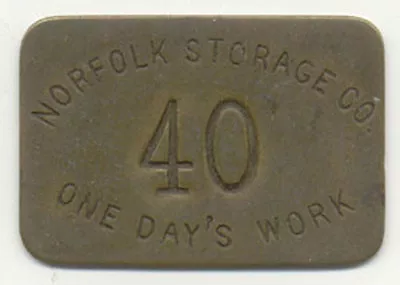 NORFOLK STORAGE CO.
40
ONE DAY'S WORK